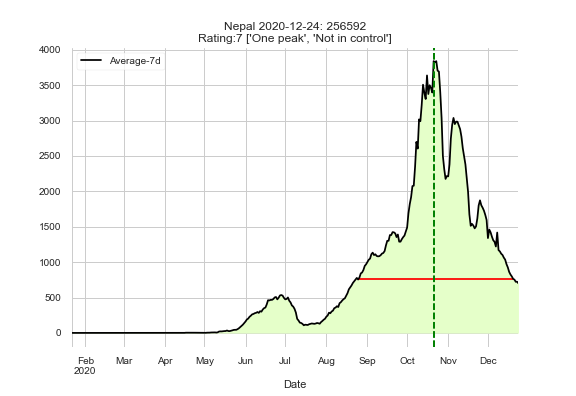 Nepal 2020-12-24: 256592
Rating:7 ['One peak', 'Not in control']
Average-7d
4000
3500
3000
2500
2000
1500
1000
500
0
Feb Mar Apr May Jun Jul Aug Sep Oct Nov Dec
2020
Date